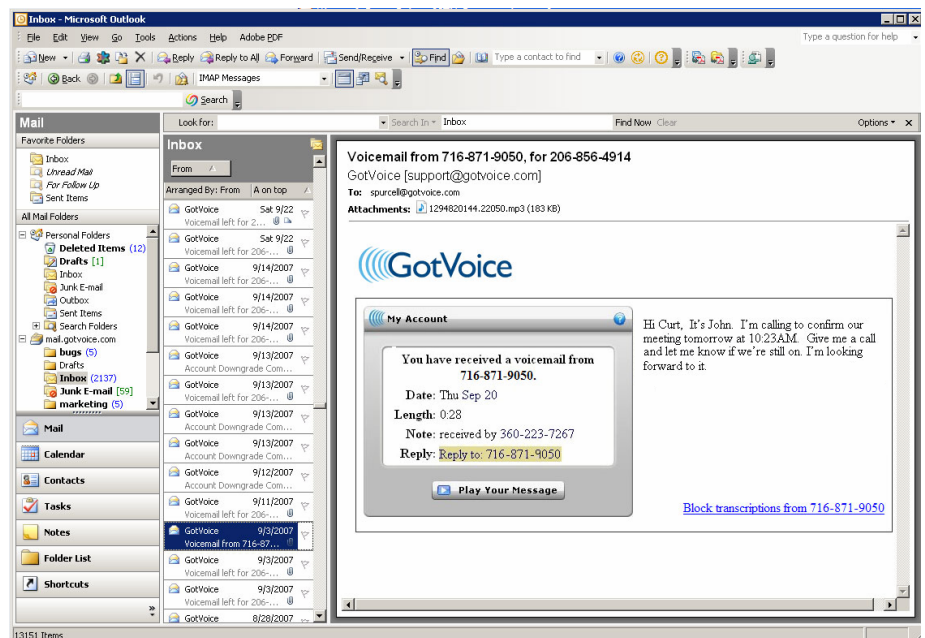 Inbox - Microsoft Outlook
File Edit View Go Tools Actions Help Adobe PDF
Type a question for help
New Reply Reply to All Forward Send/Receive Find Type a contact to find
Back IMAP Messages
Search
Mail
Look for: Search In Inbox Find Now Clear Options
Favorite Folders
Inbox
Unread Mail
For Follow Up
Sent Items
All Mail Folders
Personal Folders
Deleted Items (12)
Drafts [1]
Inbox
Junk E-mail
Outbox
Sent Items
Search Folders
mail.gotvoice.com
bugs (5)
Drafts
Inbox (2137)
Junk E-mail [59]
marketing (5)
Mail
Calendar
Contacts
Tasks
Notes
Folder List
Shortcuts
Inbox
From
Arranged By: From A on top
GotVoice Sat 9/22
Voicemail left for 2...
GotVoice Sat 9/22
Voicemail left for 206-...
GotVoice 9/14/2007
Voicemail left for 206-...
GotVoice 9/14/2007
Voicemail left for 206-...
GotVoice 9/14/2007
Voicemail left for 206-...
GotVoice 9/13/2007
Account Downgrade Com...
GotVoice 9/13/2007
Voicemail left for 206-...
GotVoice 9/13/2007
Account Downgrade Com...
GotVoice 9/13/2007
Account Downgrade Com...
GotVoice 9/12/2007
Account Downgrade Com...
GotVoice 9/11/2007
Voicemail left for 206-...
GotVoice 9/3/2007
Voicemail from 716-87...
GotVoice 9/3/2007
Voicemail left for 206-...
GotVoice 9/3/2007
Voicemail left for 206-...
GotVoice 8/28/2007
Voicemail from 716-871-9050, for 206-856-4914
GotVoice [support@gotvoice.com]
To: spurcell@gotvoice.com
Attachments: 1294820144.22050.mp3 (183 KB)
GotVoice
My Account
You have received a voicemail from
716-871-9050.
Date: Thu Sep 20
Length: 0:28
Note: received by 360-223-7267
Reply: Reply to: 716-871-9050
Play Your Message
Hi Curt, It's John. I'm calling to confirm our
meeting tomorrow at 10:23AM. Give me a call
and let me know if we're still on. I'm looking
forward to it.
Block transcriptions from 716-871-9050
13151 Items